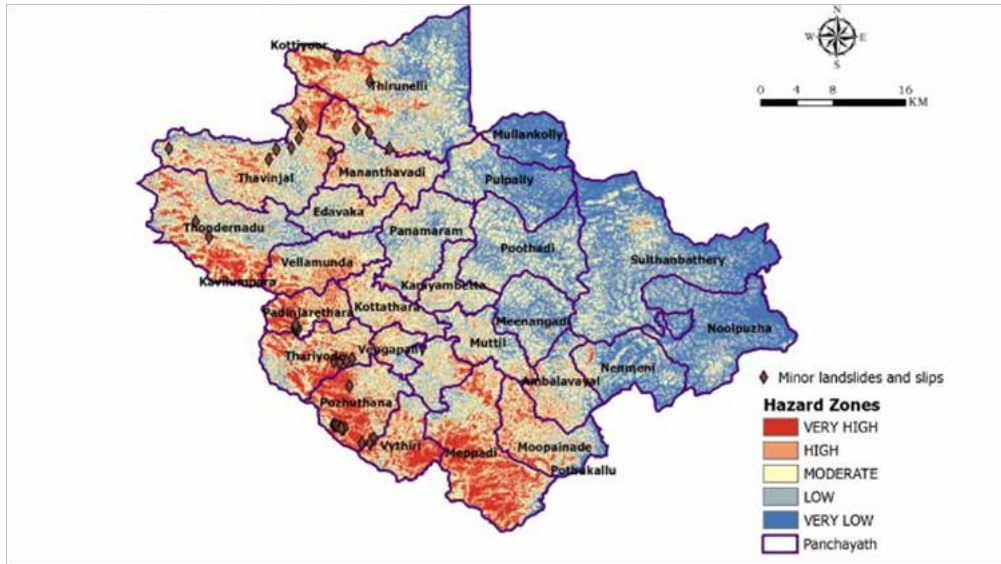 N
W E
S
0 4 8 16
KM
Kottiyoor
Thirunelli
Mullankolly
Thavinjal
Mananthavadi
Pulpally
Edavaka
Thondernadu
Panamaram
Poothadi
Vellamunda
Sulthanbathery
Kavilumpara
Kaniyambetta
Padinjarethara
Kottathara
Meenangadi
Noolpuzha
Thariyode
Vengapally
Muttil
Nenmeni
Ambalavayal
Pozhuthana
Vythiri
Meppadi
Moopainade
Pothukallu
Minor landslides and slips
Hazard Zones
VERY HIGH
HIGH
MODERATE
LOW
VERY LOW
Panchayath